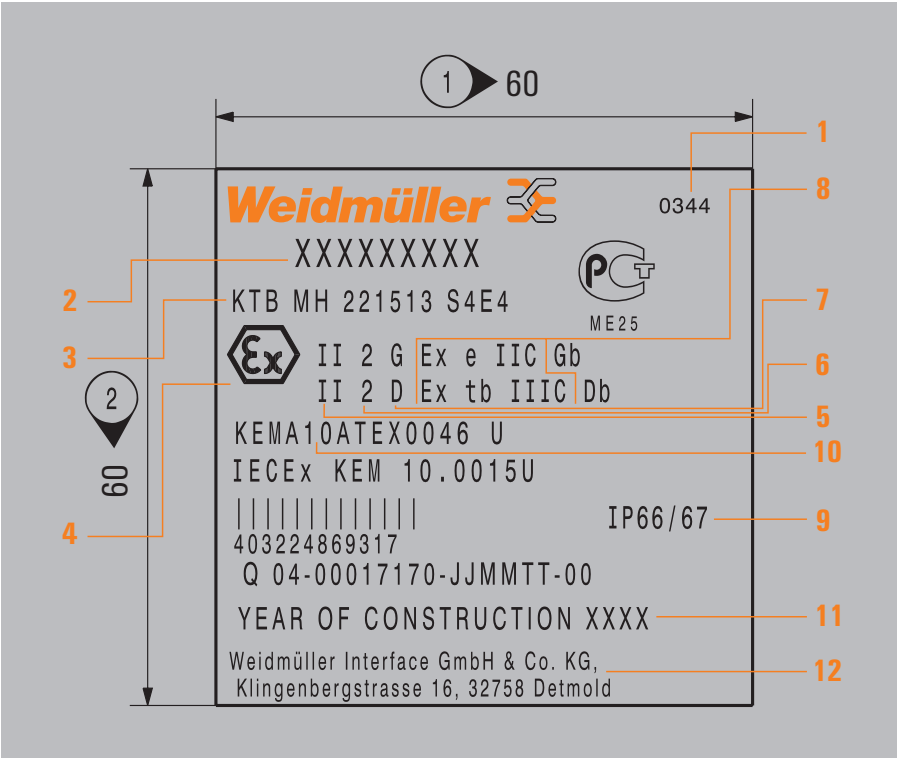 1 60
1
8
Weidmüller
0344
XXXXXXXXX
2
PCT
7
KTB MH 221513 S4E4
ME25
3
Ex II 2 G Ex e IIC Gb
6
2
II 2 D Ex tb IIIC Db
5
KEMA10ATEX0046 U
10
60
IECEx KEM 10.0015U
4
IP66/67
9
403224869317
Q 04-00017170-JJMMTT-00
YEAR OF CONSTRUCTION XXXX
11
Weidmüller Interface GmbH & Co. KG,
12
Klingenbergstrasse 16, 32758 Detmold